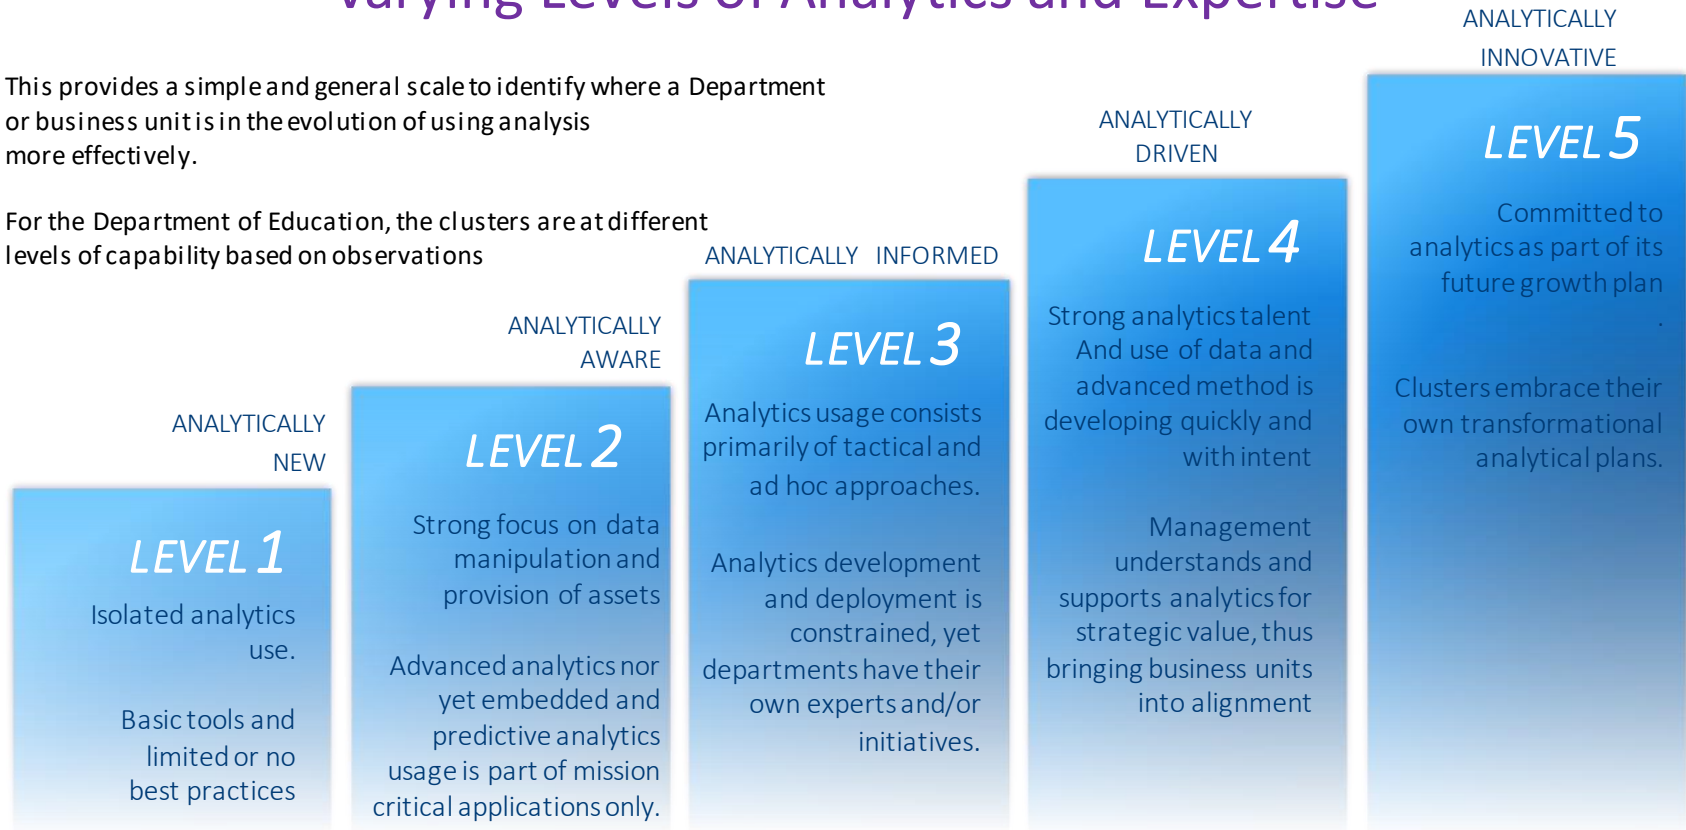 Varying Levels of Analytics and Expertise
This provides a simple and general scale to identify where a Department
or business unit is in the evolution of using analysis
more effectively.
For the Department of Education, the clusters are at different
levels of capability based on observations
ANALYTICALLY
NEW
LEVEL 1
Isolated analytics
use.
Basic tools and
limited or no
best practices
ANALYTICALLY
AWARE
LEVEL 2
Strong focus on data
manipulation and
provision of assets
Advanced analytics nor
yet embedded and
predictive analytics
usage is part of mission
critical applications only.
ANALYTICALLY INFORMED
LEVEL 3
Analytics usage consists
primarily of tactical and
ad hoc approaches.
Analytics development
and deployment is
constrained, yet
departments have their
own experts and/or
initiatives.
ANALYTICALLY
DRIVEN
LEVEL 4
Strong analytics talent
And use of data and
advanced method is
developing quickly and
with intent
Management
understands and
supports analytics for
strategic value, thus
bringing business units
into alignment
ANALYTICALLY
INNOVATIVE
LEVEL 5
Committed to
analytics as part of its
future growth plan
.
Clusters embrace their
own transformational
analytical plans.